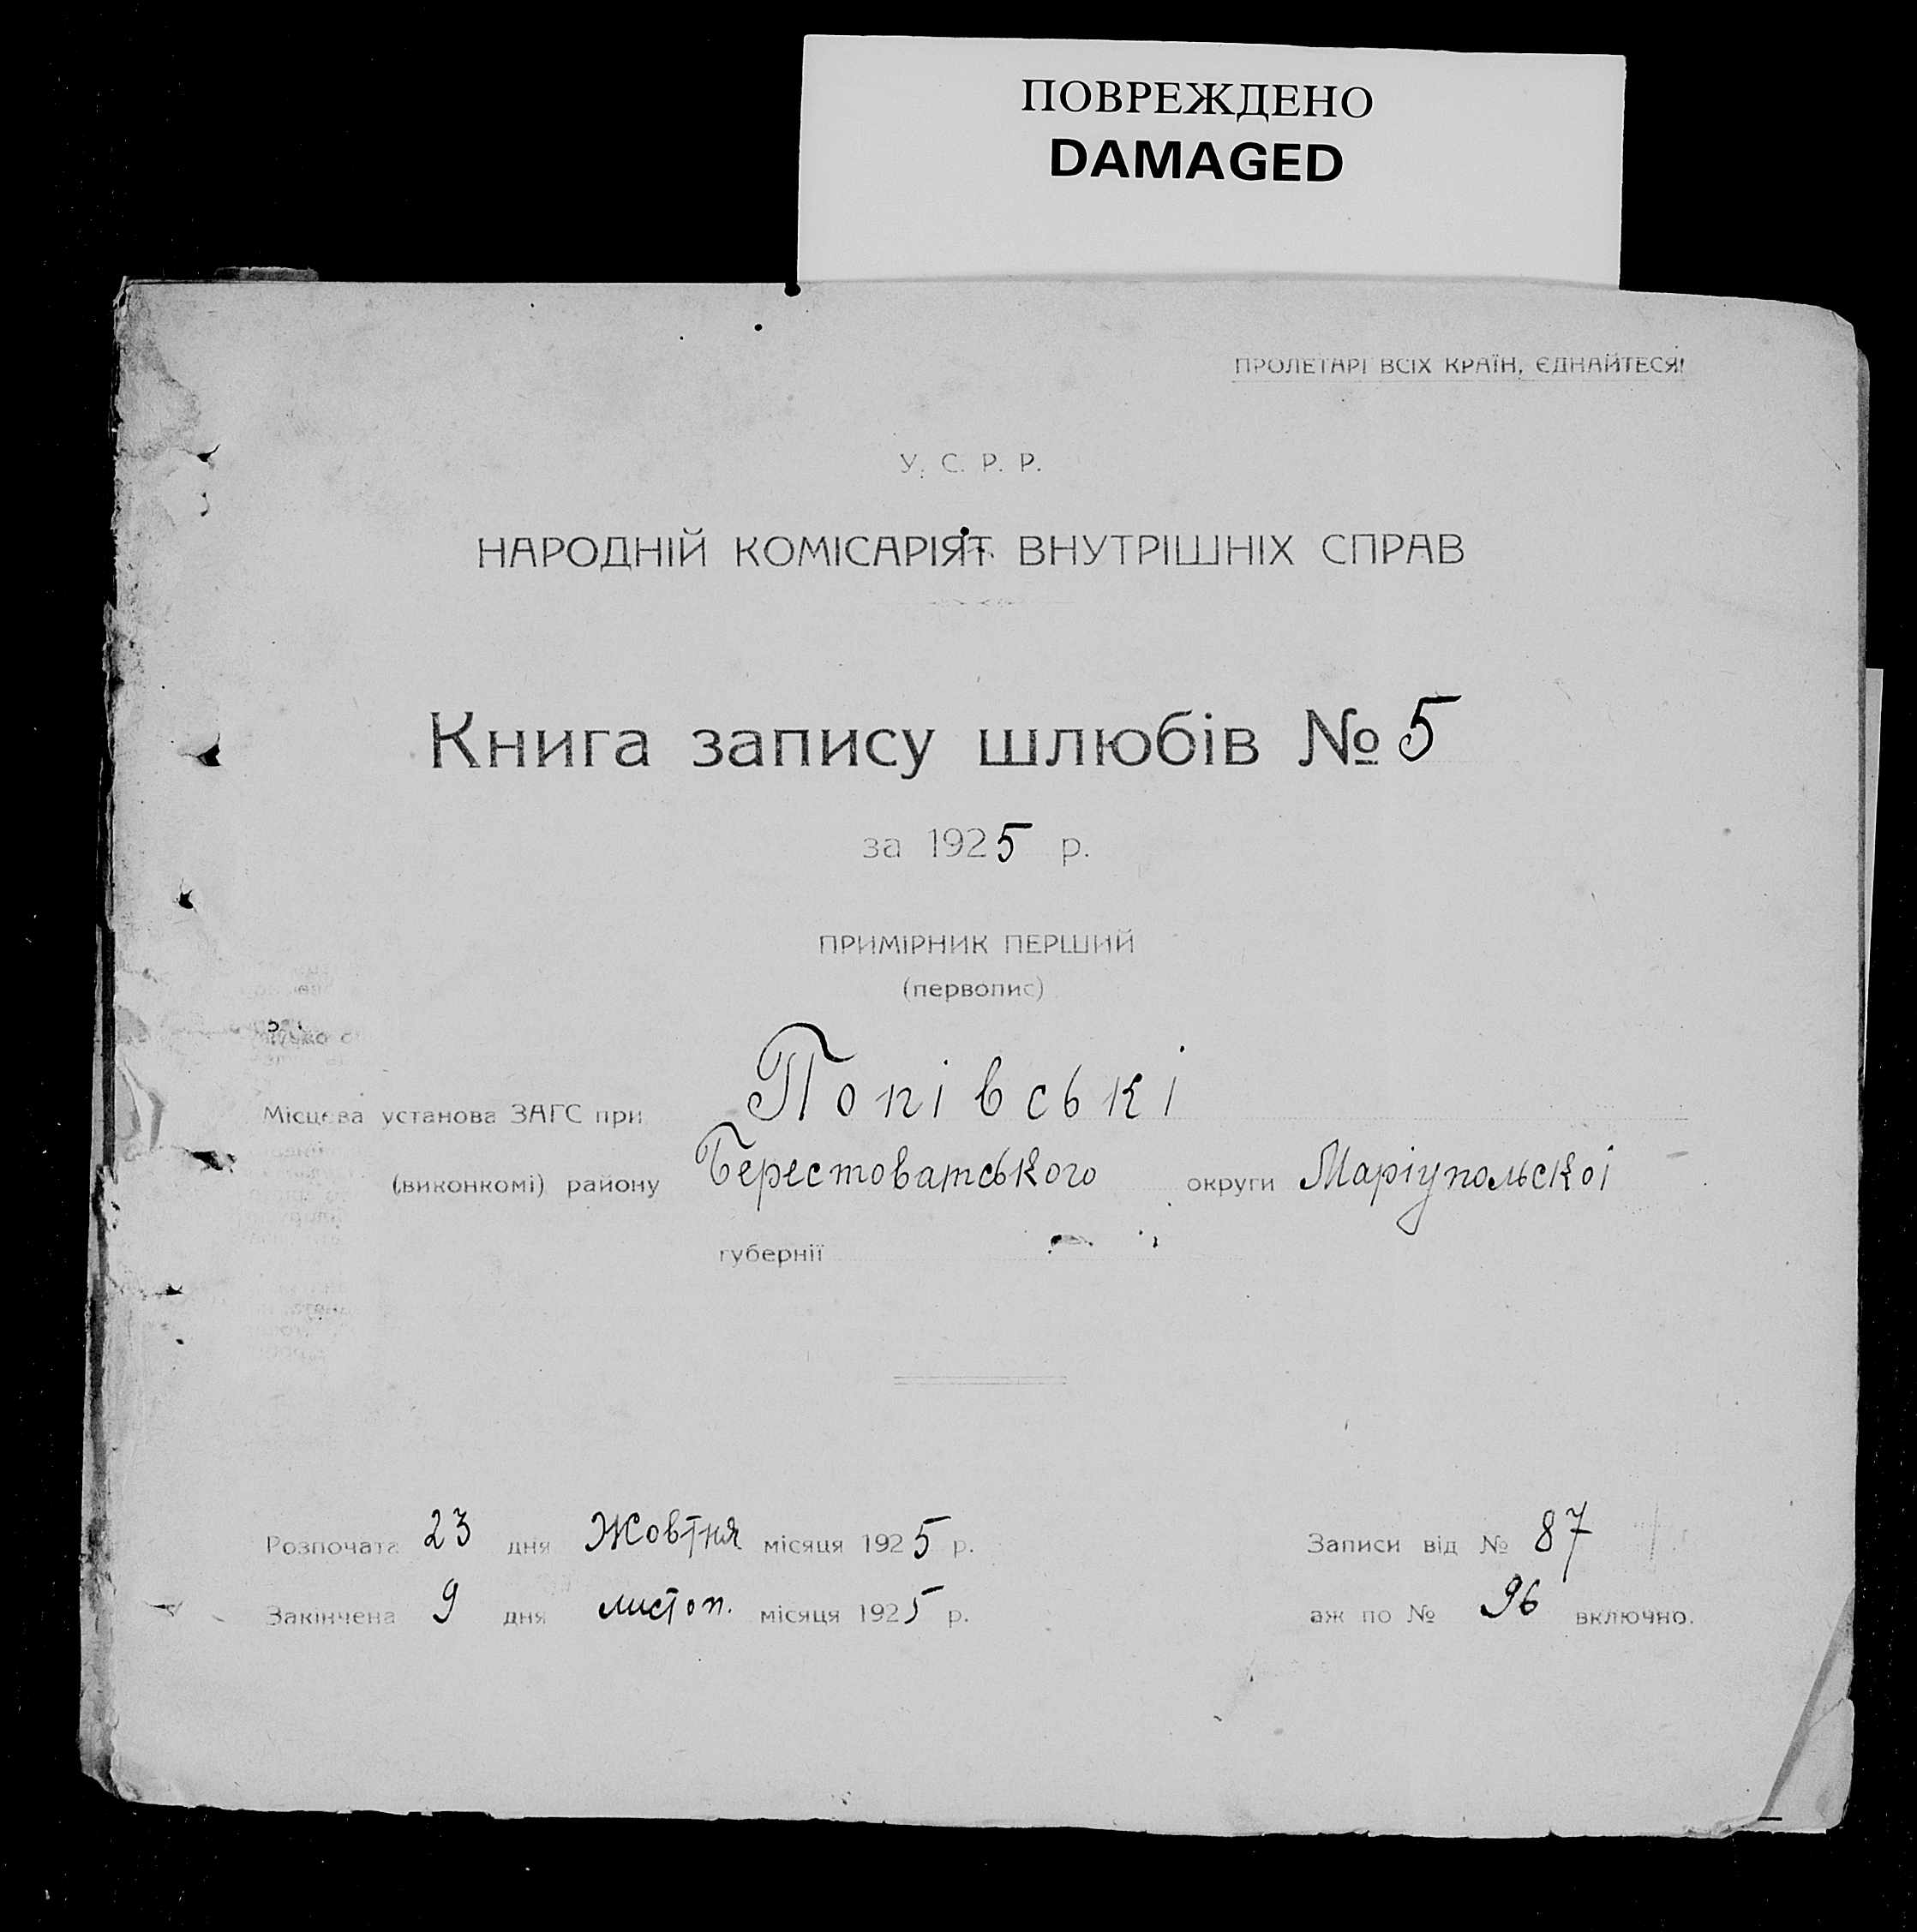 ПОВРЕЖДЕНО
DAMAGED
ПРОЛЕТАРІ ВСІХ КРАЇН, ЄДНАЙТЕСЯ!
У. С. Р. Р.
НАРОДНІЙ КОМІСАРІЯТ ВНУТРІШНІХ СПРАВ
Книга запису шлюбів № 5
за 1925 р.
ПРИМІРНИК ПЕРШИЙ
(первопис)
Місцева установа ЗАГС при Попівські
(виконкомі) району Берестоватського округи Маріупольскоі
губернії
Розпочата 23 дня Жовтня місяця 1925 р. Записи від № 87
Закінчена 9 дня листоп. місяця 1925 р. аж по № 96 включно.